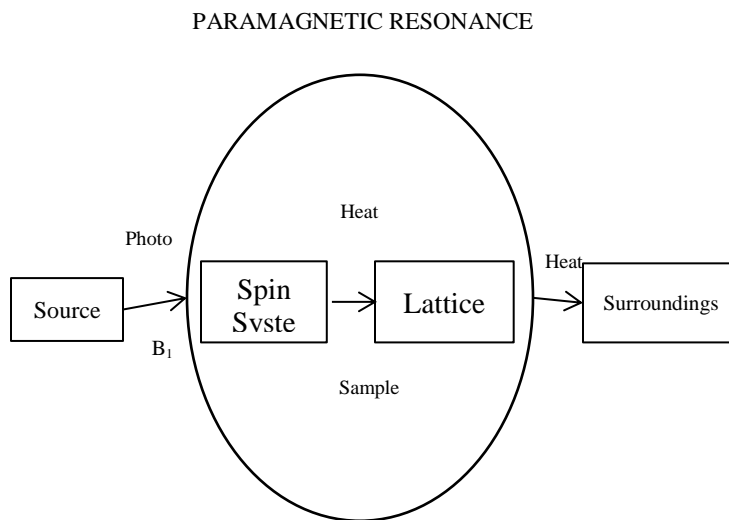 PARAMAGNETIC RESONANCE
Heat
Photo
Heat
Source
Spin
Svste
Lattice
Surroundings
B₁
Sample